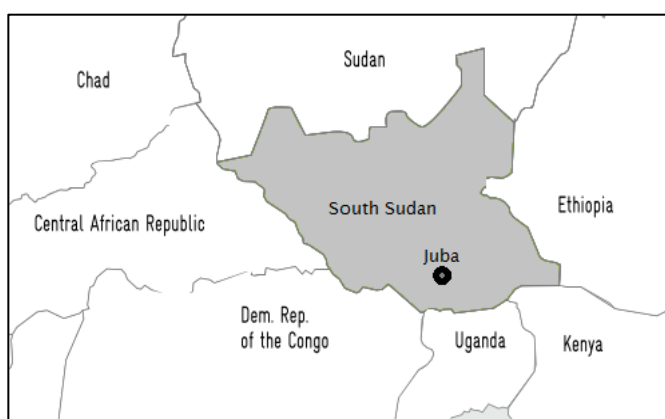 Sudan
Chad
South Sudan
Central African Republic
Ethiopia
Juba
Dem. Rep.
of the Congo
Uganda
Kenya